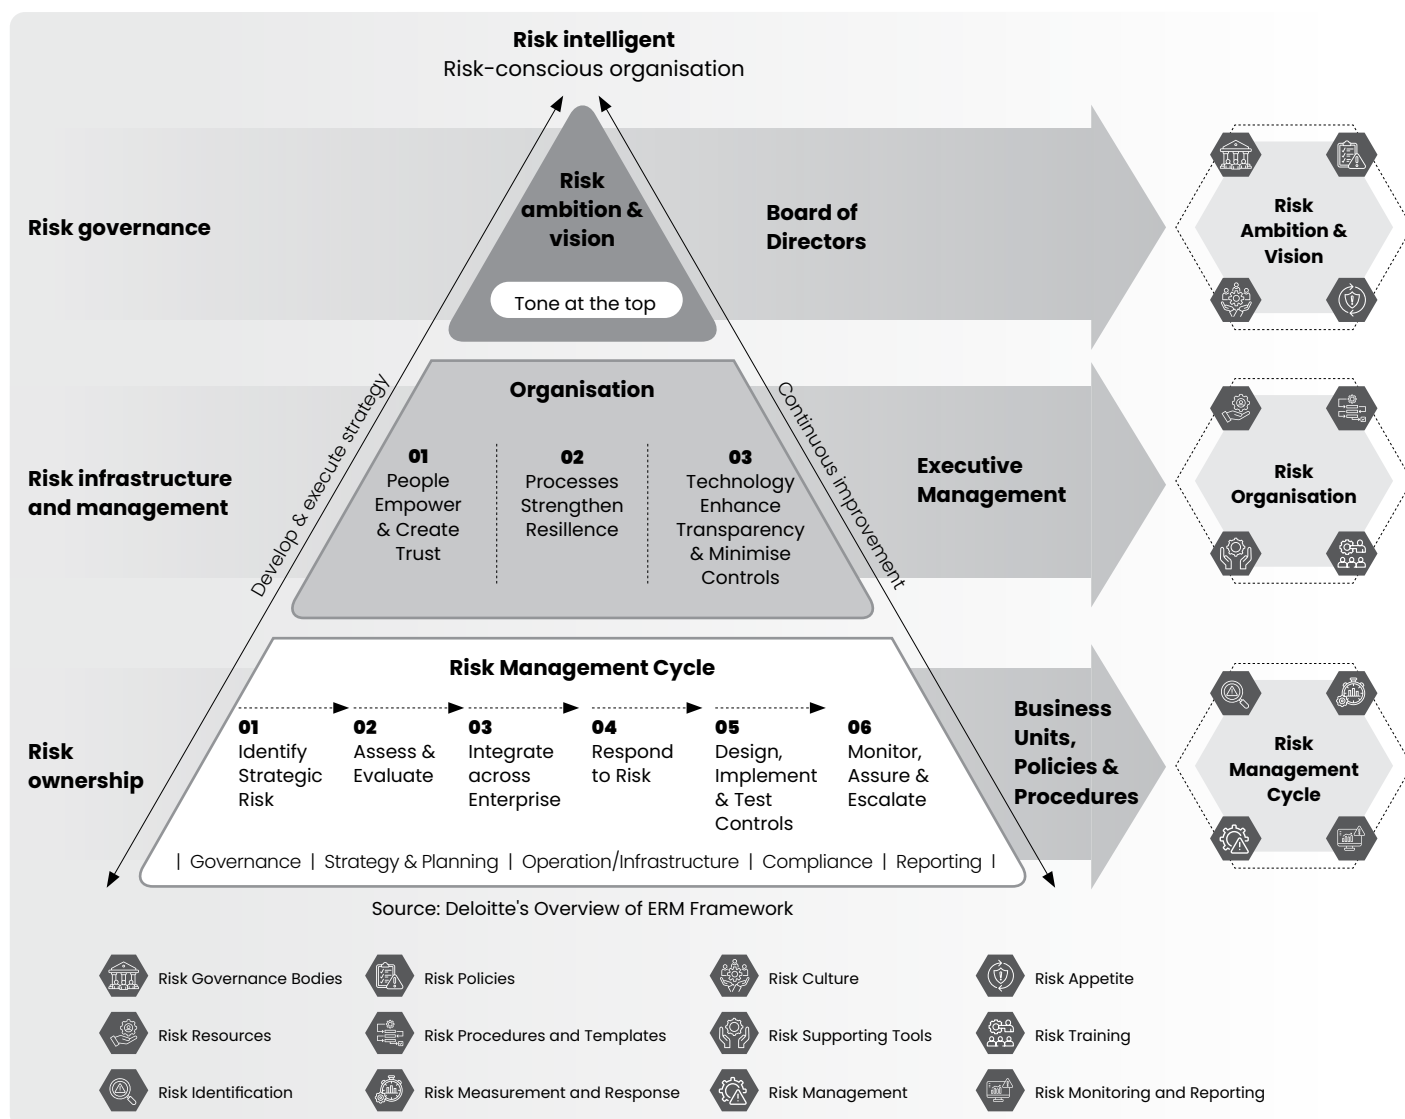 Risk intelligent
Risk-conscious organisation
Risk governance
Risk
ambition &
vision
Tone at the top
Board of
Directors
Risk
Ambition &
Vision
Develop & execute strategy
Continuous improvement
Risk infrastructure
and management
Organisation
01
People
Empower
& Create
Trust
02
Processes
Strengthen
Resillence
03
Technology
Enhance
Transparency
& Minimise
Controls
Executive
Management
Risk
Organisation
Risk
ownership
Risk Management Cycle
01
Identify
Strategic
Risk
02
Assess &
Evaluate
03
Integrate
across
Enterprise
04
Respond
to Risk
05
Design,
Implement
& Test
Controls
06
Monitor,
Assure &
Escalate
| Governance | Strategy & Planning | Operation/Infrastructure | Compliance | Reporting |
Business
Units,
Policies &
Procedures
Risk
Management
Cycle
Source: Deloitte's Overview of ERM Framework
Risk Governance Bodies
Risk Policies
Risk Culture
Risk Appetite
Risk Resources
Risk Procedures and Templates
Risk Supporting Tools
Risk Training
Risk Identification
Risk Measurement and Response
Risk Management
Risk Monitoring and Reporting